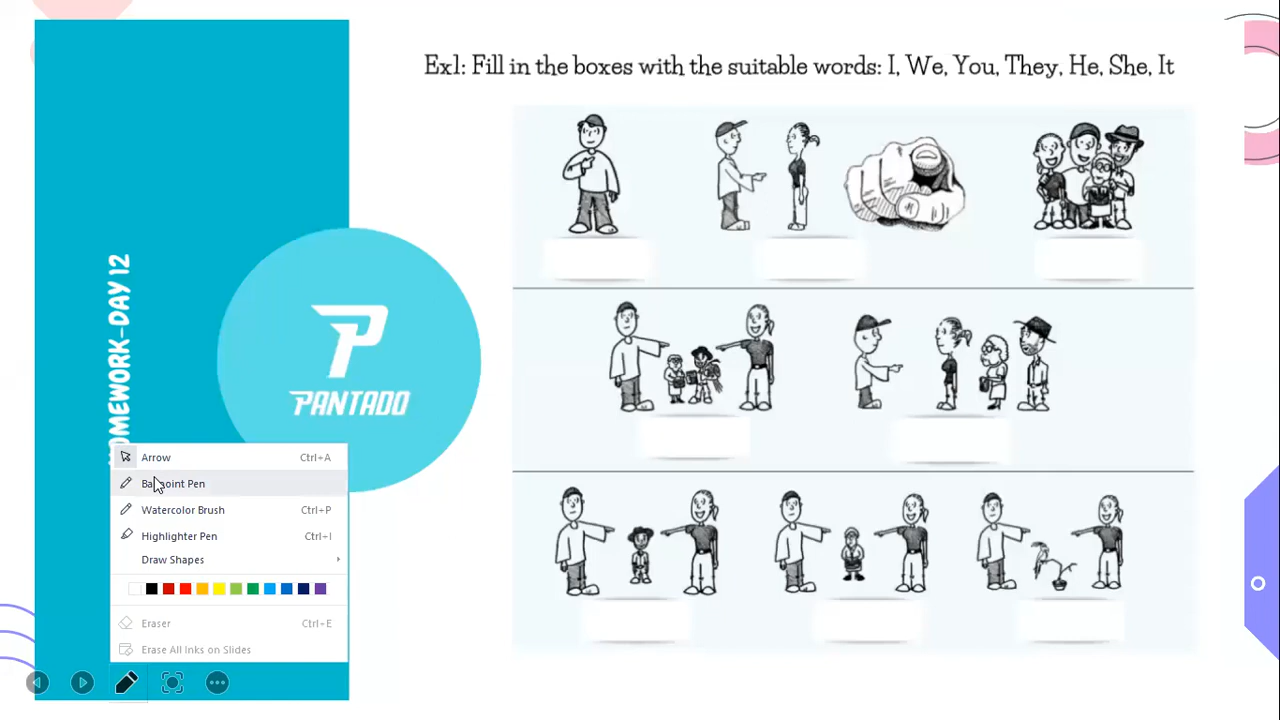 Ex1: Fill in the boxes with the suitable words: I, We, You, They, He, She, It
HOMEWORK-DAY 12
P
PANTADO
Arrow Ctrl+A
Ballpoint Pen
Watercolor Brush Ctrl+P
Highlighter Pen Ctrl+I
Draw Shapes
Eraser Ctrl+E
Erase All Inks on Slides